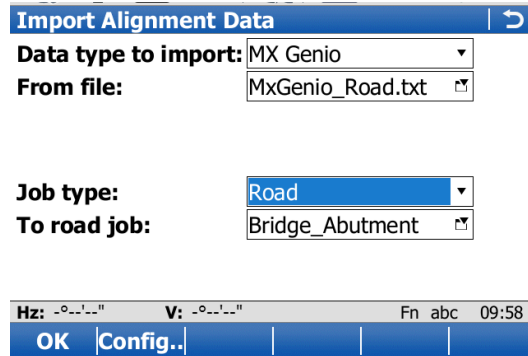 Import Alignment Data
Data type to import: MX Genio
From file: MxGenio_Road.txt
Job type: Road
To road job: Bridge_Abutment
Hz: -°--'--" V: -°--'--" Fn abc 09:58
OK Config..